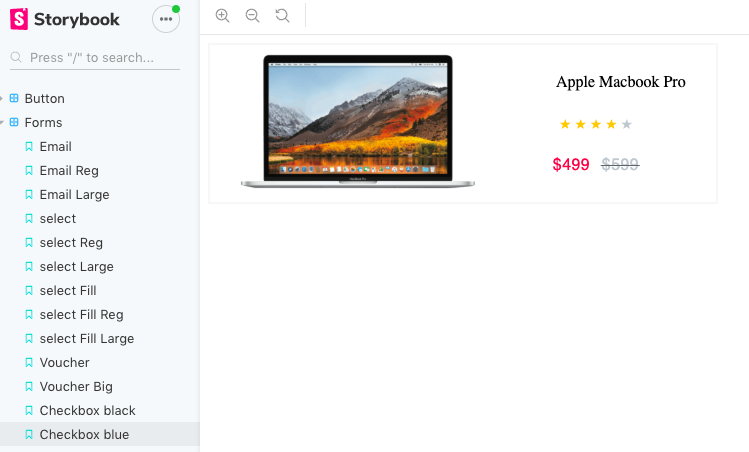 Storybook
Press "/" to search...
Button
Forms
Email
Email Reg
Email Large
select
select Reg
select Large
select Fill
select Fill Reg
select Fill Large
Voucher
Voucher Big
Checkbox black
Checkbox blue
Apple Macbook Pro
$499 $599